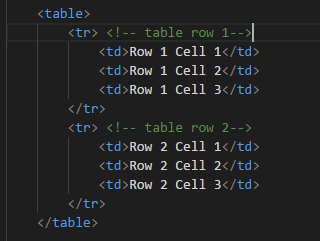 <table>
<tr> <!-- table row 1-->
<td>Row 1 Cell 1</td>
<td>Row 1 Cell 2</td>
<td>Row 1 Cell 3</td>
</tr>
<tr> <!-- table row 2-->
<td>Row 2 Cell 1</td>
<td>Row 2 Cell 2</td>
<td>Row 2 Cell 3</td>
</tr>
</table>